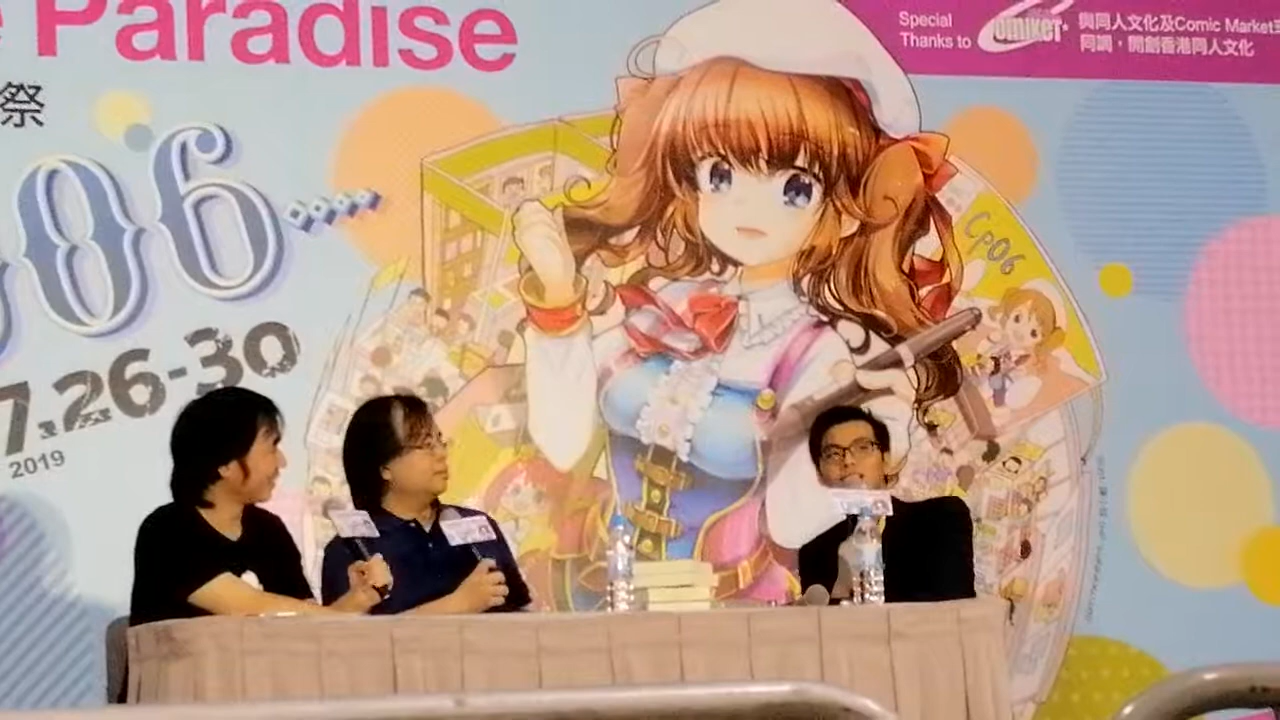 Paradise
祭
06
7.26-30
2019
Special
Thanks to
omiket
與同人文化及Comic Market
同調，開創香港同人文化
CP06